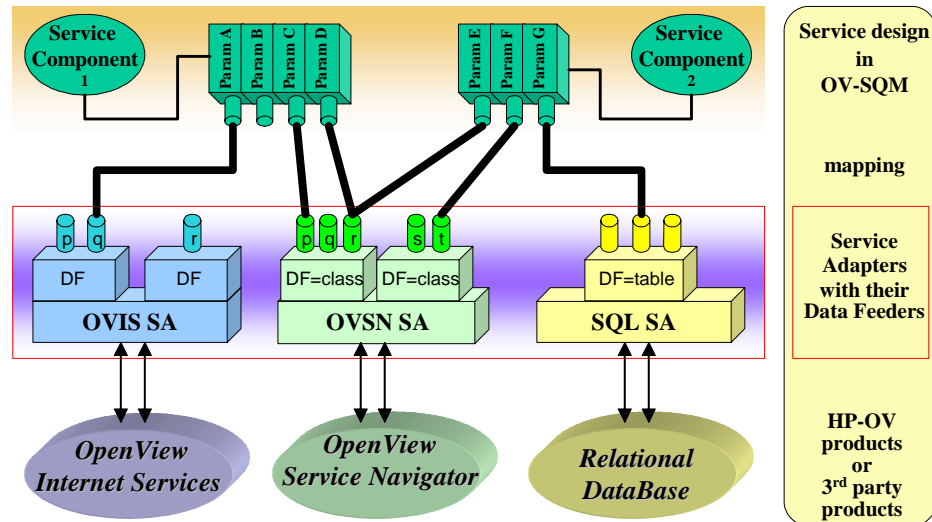 Service
Component
1
Param A
Param B
Param C
Param D
Param E
Param F
Param G
Service
Component
2
Service design
in
OV-SQM
mapping
p
q
r
p
q
r
s
t
DF
DF
DF=class
DF=class
DF=table
OVIS SA
OVSN SA
SQL SA
Service
Adapters
with their
Data Feeders
OpenView
Internet Services
OpenView
Service Navigator
Relational
DataBase
HP-OV
products
or
3rd party
products